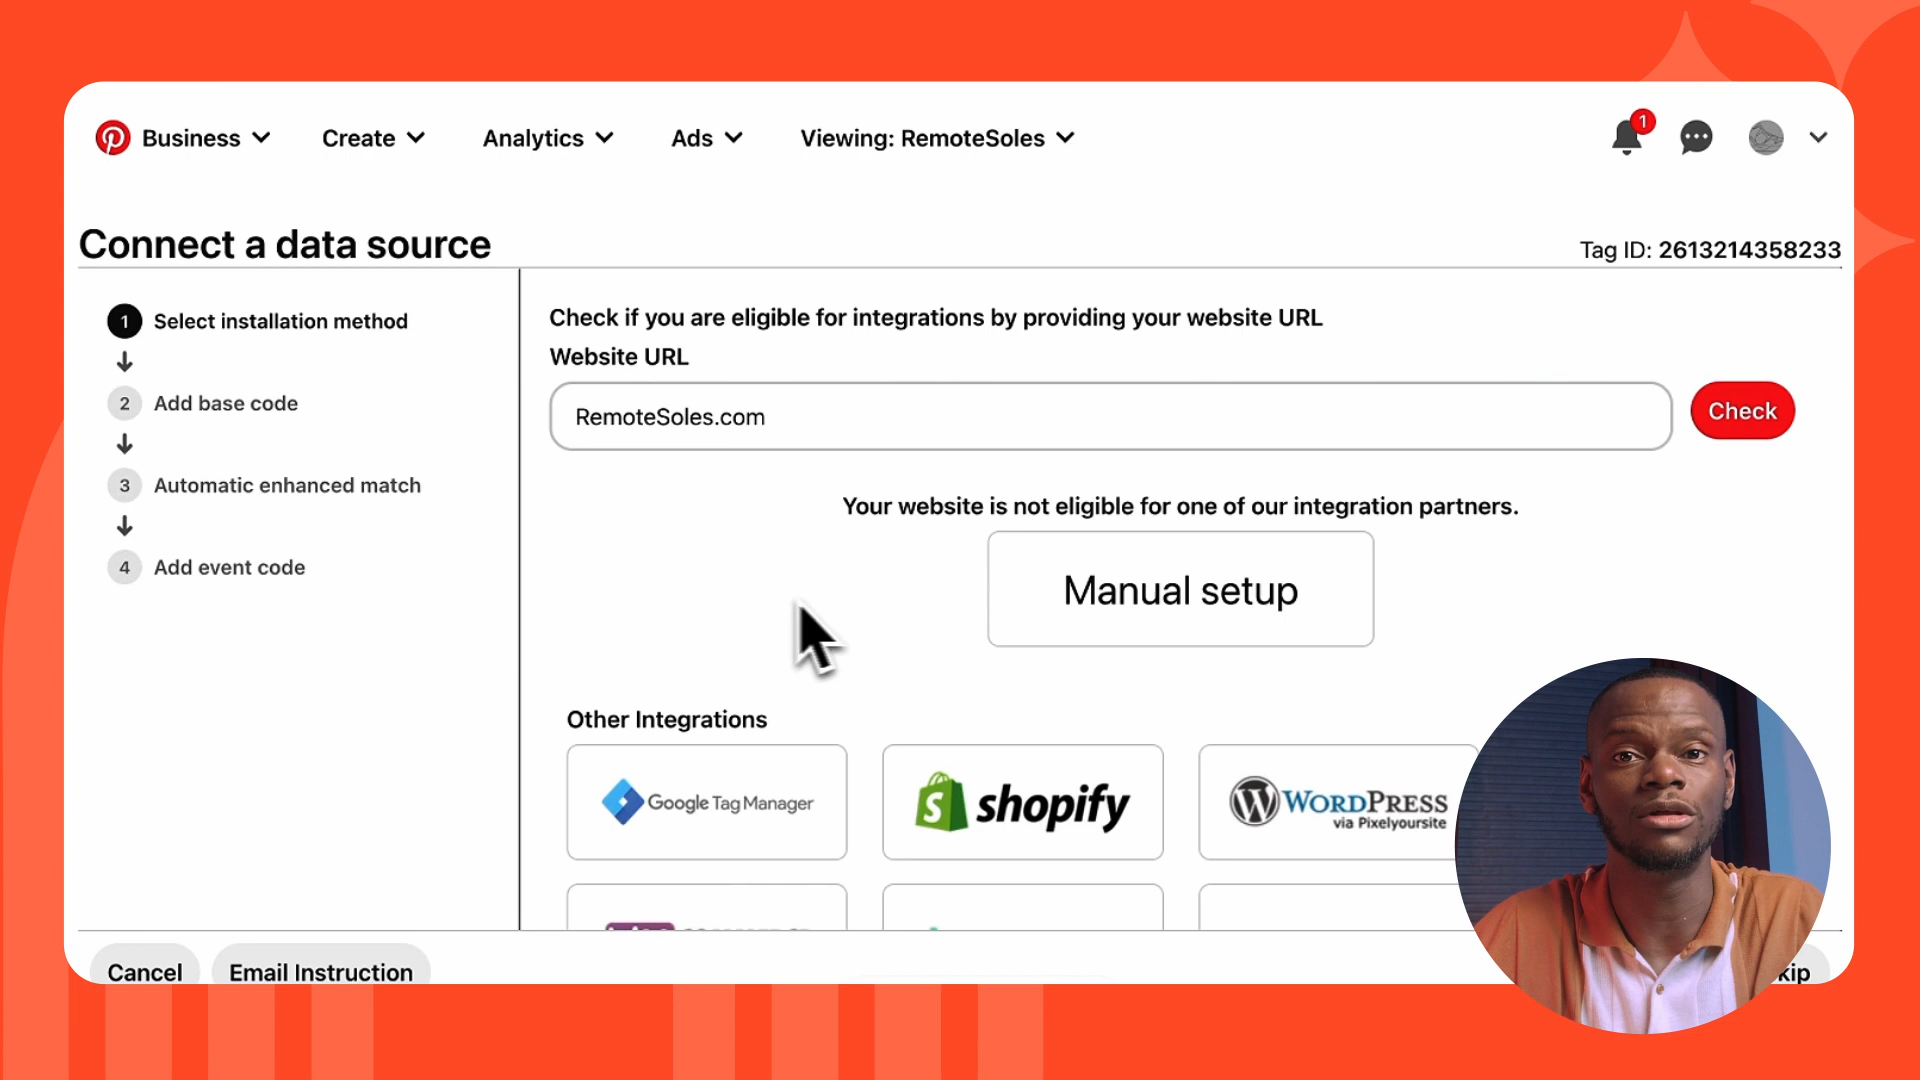 Business
Create
Analytics
Ads
Viewing: RemoteSoles
1
Connect a data source
Tag ID: 2613214358233
1 Select installation method
2 Add base code
3 Automatic enhanced match
4 Add event code
Check if you are eligible for integrations by providing your website URL
Website URL
RemoteSoles.com
Check
Your website is not eligible for one of our integration partners.
Manual setup
Other Integrations
Google Tag Manager
shopify
WORDPRESS
via Pixelyoursite
Cancel
Email Instruction
kip